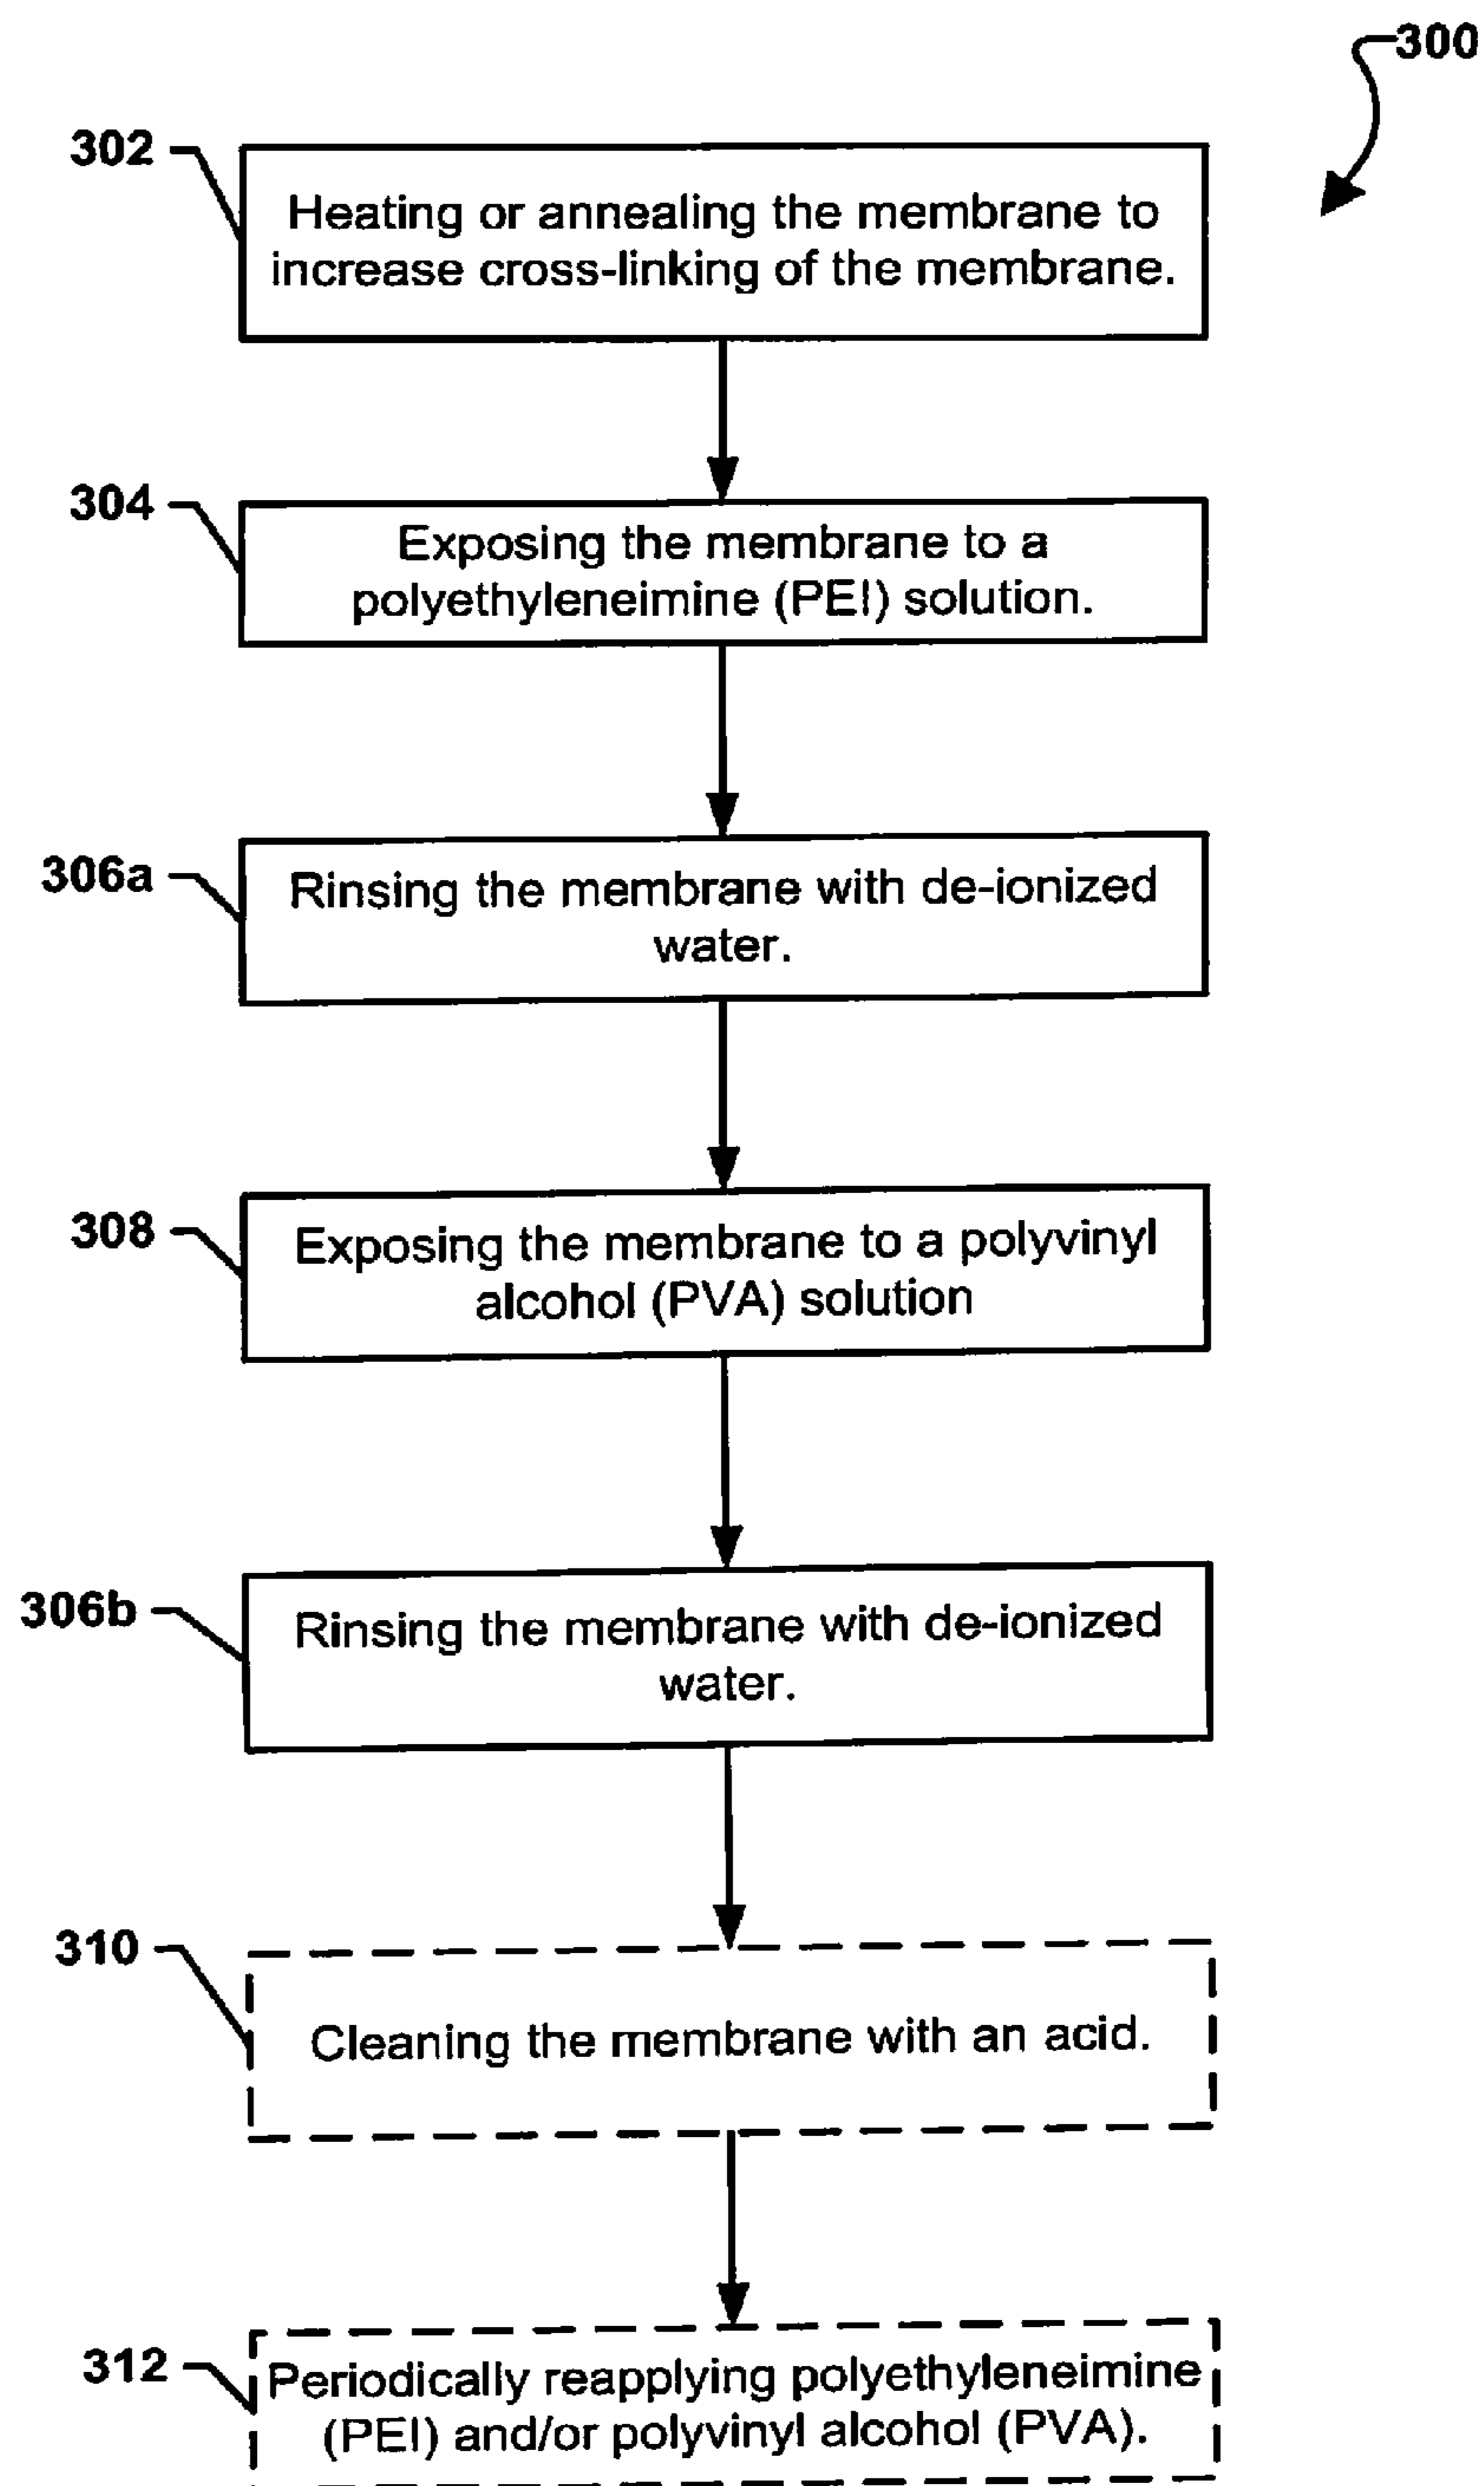 300
302
Heating or annealing the membrane to
increase cross-linking of the membrane.
304
Exposing the membrane to a
polyethyleneimine (PEI) solution.
306a
Rinsing the membrane with de-ionized
water.
308
Exposing the membrane to a polyvinyl
alcohol (PVA) solution
306b
Rinsing the membrane with de-ionized
water.
310
Cleaning the membrane with an acid.
312
Periodically reapplying polyethyleneimine
(PEI) and/or polyvinyl alcohol (PVA).